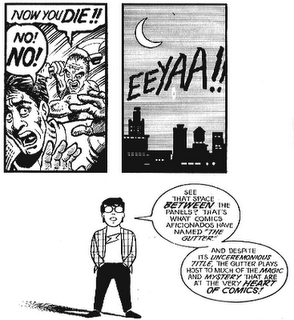 NOW YOU DIE!!
NO!
NO!
EEYAA!!
SEE
THAT SPACE
BETWEEN THE
PANELS? THAT'S
WHAT COMICS
AFICIONADOS HAVE
NAMED "THE
GUTTER."
AND DESPITE
ITS UNCEREMONIOUS
TITLE, THE GUTTER PLAYS
HOST TO MUCH OF THE MAGIC
AND MYSTERY THAT ARE
AT THE VERY HEART
OF COMICS!